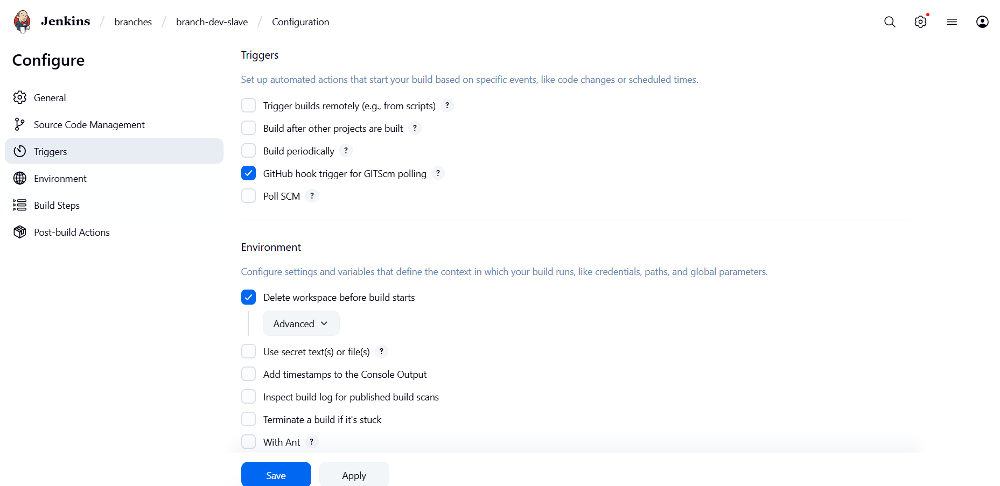 Jenkins / branches / branch-dev-slave / Configuration
Configure
General
Source Code Management
Triggers
Environment
Build Steps
Post-build Actions
Triggers
Set up automated actions that start your build based on specific events, like code changes or scheduled times.
Trigger builds remotely (e.g., from scripts) ?
Build after other projects are built ?
Build periodically ?
GitHub hook trigger for GITScm polling ?
Poll SCM ?
Environment
Configure settings and variables that define the context in which your build runs, like credentials, paths, and global parameters.
Delete workspace before build starts
Advanced
Use secret text(s) or file(s) ?
Add timestamps to the Console Output
Inspect build log for published build scans
Terminate a build if it's stuck
With Ant ?
Save Apply